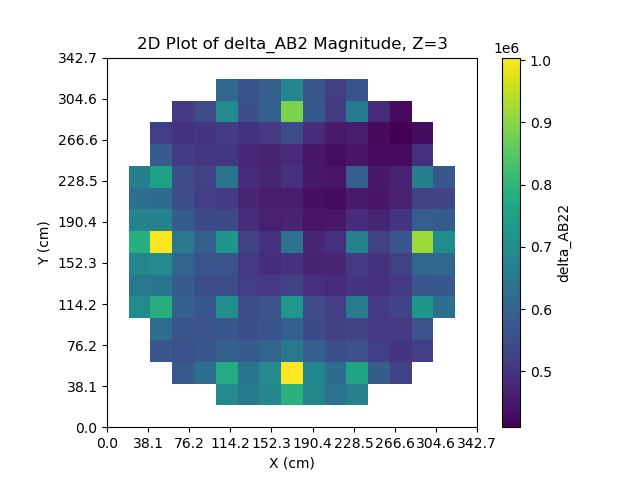 2D Plot of delta_AB2 Magnitude, Z=3
1e6
342.7
304.6
266.6
228.5
190.4
152.3
114.2
76.2
38.1
0.0
Y (cm)
0.0 38.1 76.2 114.2 152.3 190.4 228.5 266.6 304.6 342.7
X (cm)
1.0
0.9
0.8
0.7
0.6
0.5
delta_AB22